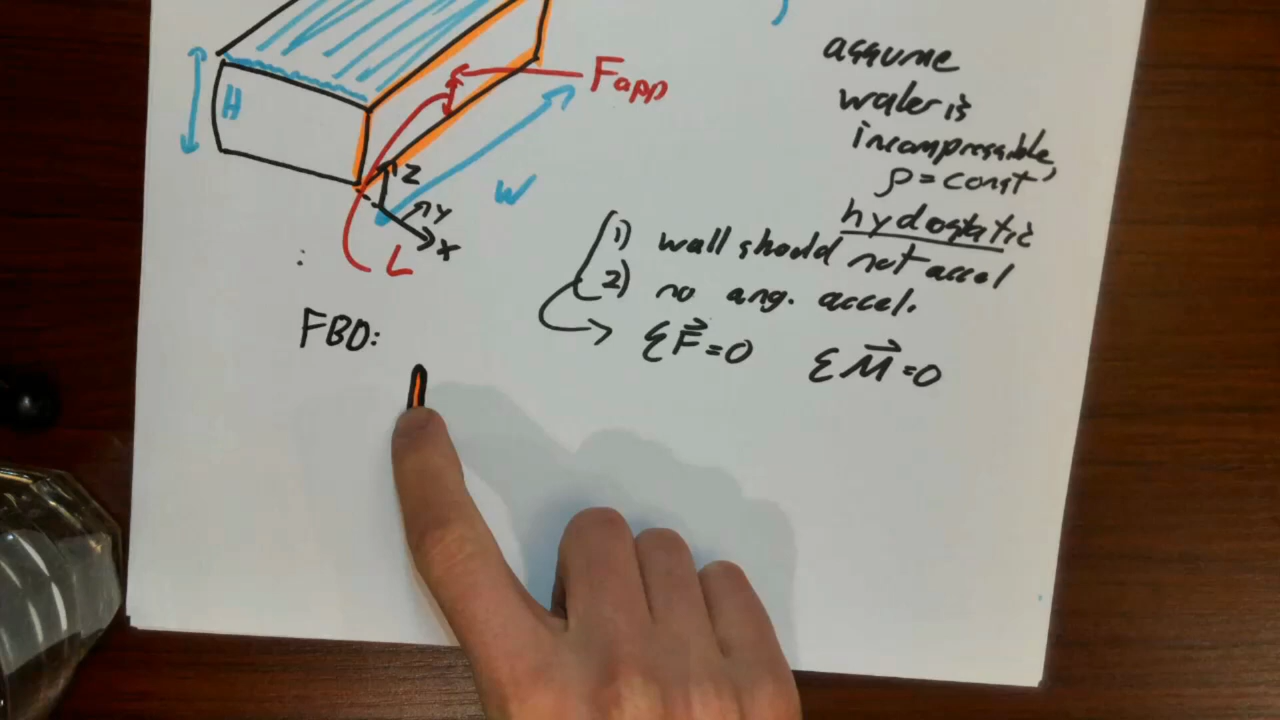 H
Fapp
Z
W
Y
X
L
assume
water is
incompressible,
ρ = const
hydostatic
1) wall should not accel
2) no ang. accel.
ΣF⃗=0 ΣM⃗=0
FBD: